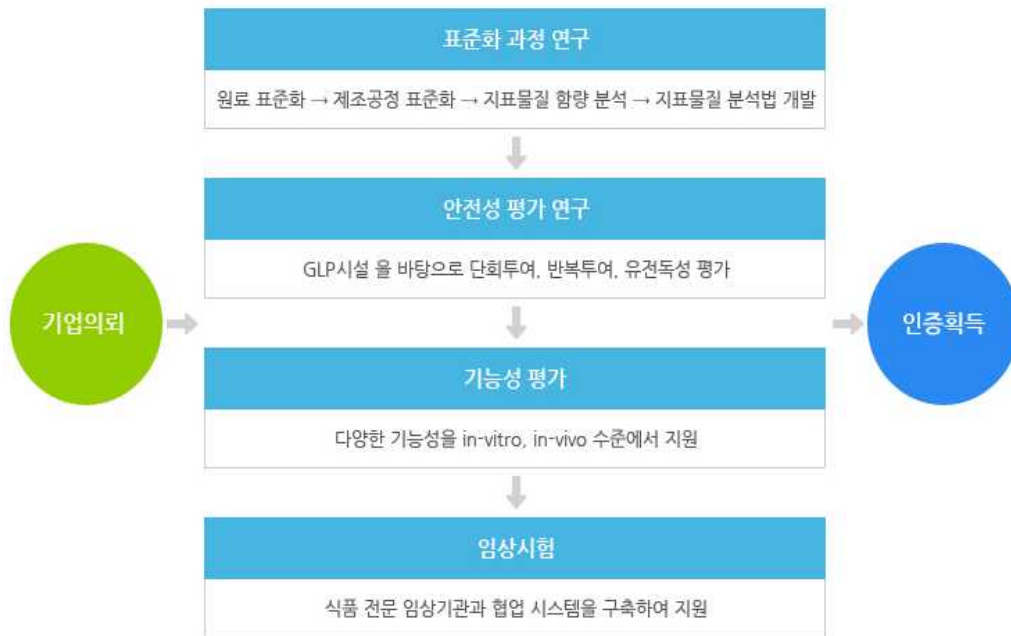 표준화 과정 연구
원료 표준화 → 제조공정 표준화 → 지표물질 함량 분석 → 지표물질 분석법 개발
안전성 평가 연구
GLP시설 을 바탕으로 단회투여, 반복투여, 유전독성 평가
기업의뢰
인증획득
기능성 평가
다양한 기능성을 in-vitro, in-vivo 수준에서 지원
임상시험
식품 전문 임상기관과 협업 시스템을 구축하여 지원